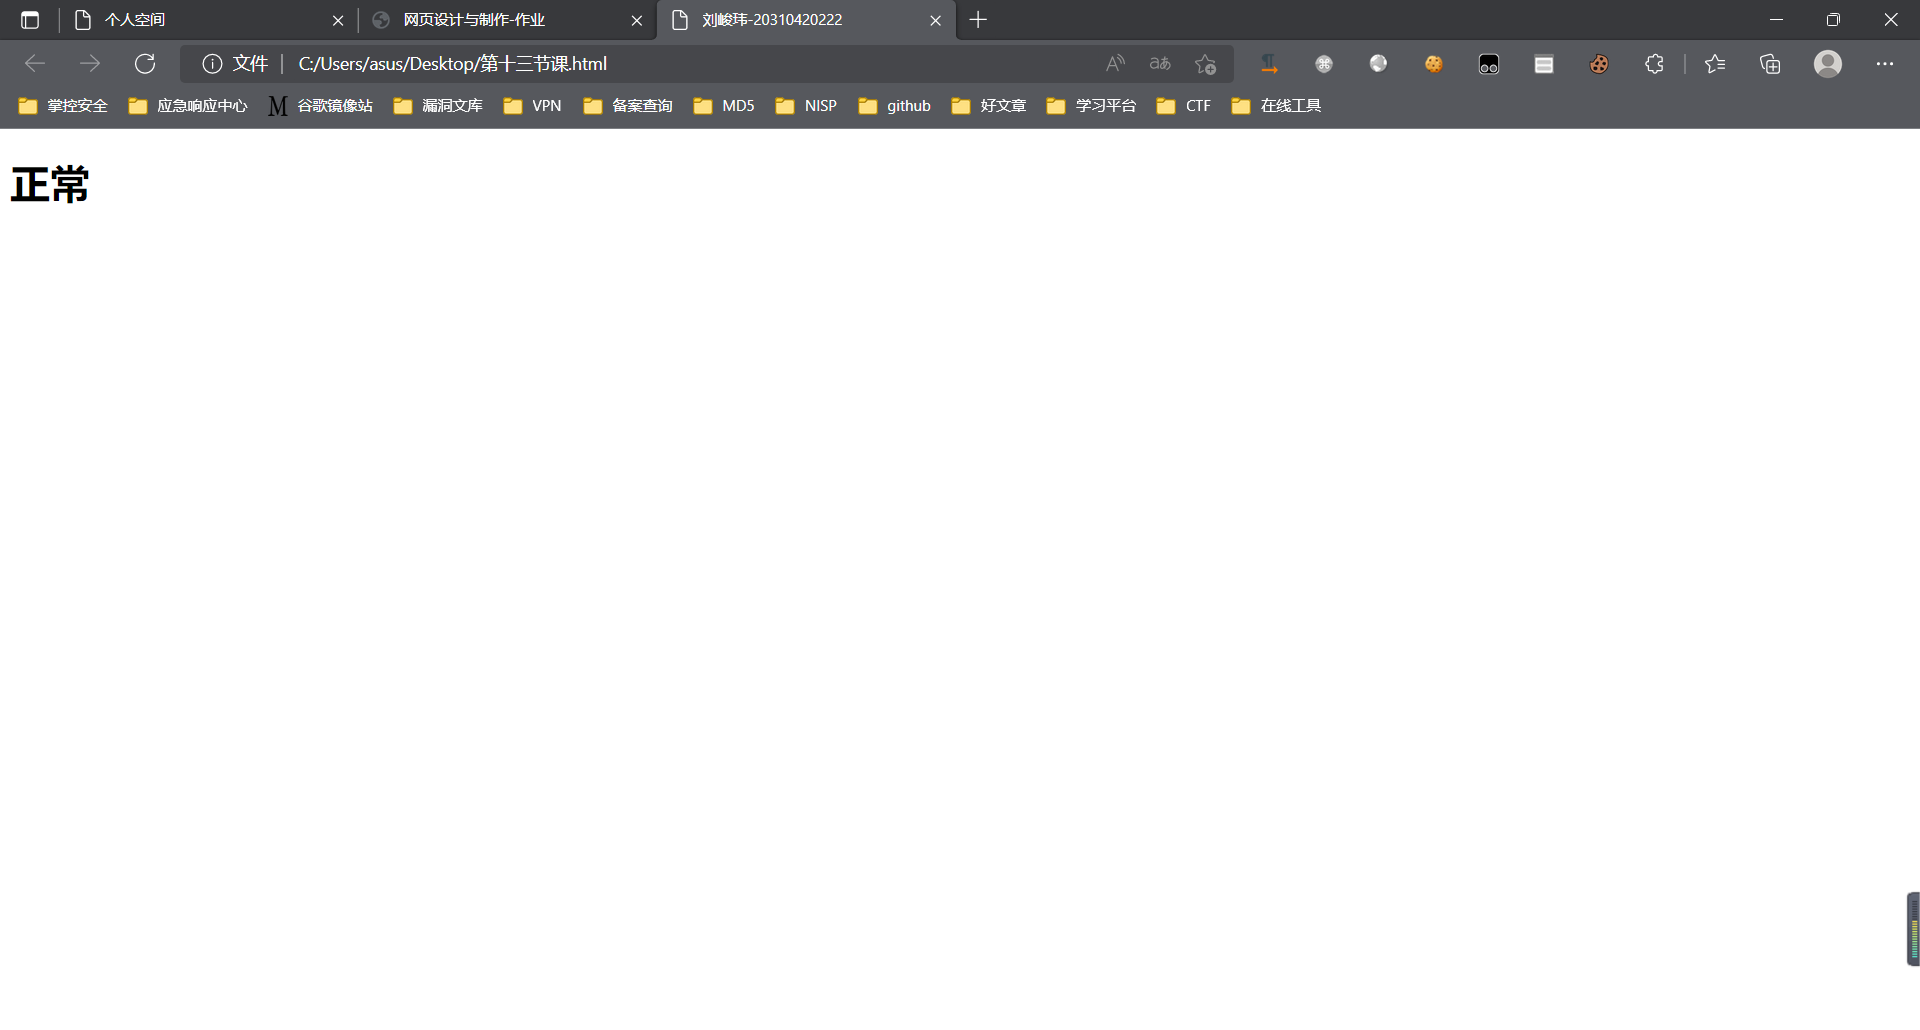 个人空间
网页设计与制作-作业
刘峻玮-20310420222
文件
C:/Users/asus/Desktop/第十三节课.html
掌控安全 应急响应中心 M 谷歌镜像站 漏洞文库 VPN 备案查询 MD5 NISP github 好文章 学习平台 CTF 在线工具
正常